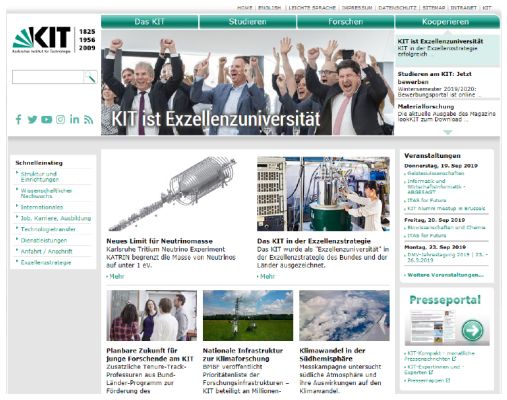 HOME | ENGLISH | LEICHTE SPRACHE | IMPRESSUM | DATENSCHUTZ | SITEMAP | INTRANET | KIT
KIT
1825
1956
2009
Karlsruher Institut für Technologie
Das KIT
Studieren
Forschen
Kooperieren
KIT ist Exzellenzuniversität
KIT ist Exzellenzuniversität
KIT in der Exzellenzstrategie
erfolgreich ...
Studieren am KIT: Jetzt
bewerben
Wintersemester 2019/2020:
Bewerbungsportal ist online ...
Materialforschung
Die aktuelle Ausgabe des Magazins
lookKIT zum Download ...
Schnelleinstieg
Struktur und
Einrichtungen
Wissenschaftlicher
Nachwuchs
Internationales
Job, Karriere, Ausbildung
Technologietransfer
Dienstleistungen
Anfahrt / Anschrift
Exzellenzstrategie
Neues Limit für Neutrinomasse
Karlsruhe Tritium Neutrino Experiment
KATRIN begrenzt die Masse von Neutrinos
auf unter 1 eV.
Mehr
Das KIT in der Exzellenzstrategie
Das KIT wurde als "Exzellenzuniversität" in
der Exzellenzstrategie des Bundes und der
Länder ausgezeichnet.
Mehr
Planbare Zukunft für
junge Forschende am KIT
Zusätzliche Tenure-Track-
Professuren aus Bund-
Länder-Programm zur
Förderung des
Nationale Infrastruktur
zur Klimaforschung
BMBF veröffentlicht
Prioritätenliste der
Forschungsinfrastrukturen –
KIT beteiligt an Millionen-
Klimawandel in der
Südhemisphäre
Messkampagne untersucht
südliche Atmosphäre und
ihre Auswirkungen auf den
Klimawandel.
Veranstaltungen
Donnerstag, 19. Sep 2019
Geisteswissenschaften
Informatik und
Wirtschaftsinformatik -
ABGESAGT
ITAS for Future
KIT Alumni Meetup in Brussels
Freitag, 20. Sep 2019
Biowissenschaften und Chemie
ITAS for Future
Montag, 23. Sep 2019
DMV-Jahrestagung 2019 | 23. -
26.9.2019
Weitere Veranstaltungen...
Presseportal
KIT-Kompakt – monatliche
Pressenachrichten
KIT-Expertinnen und
Experten
Pressemappen